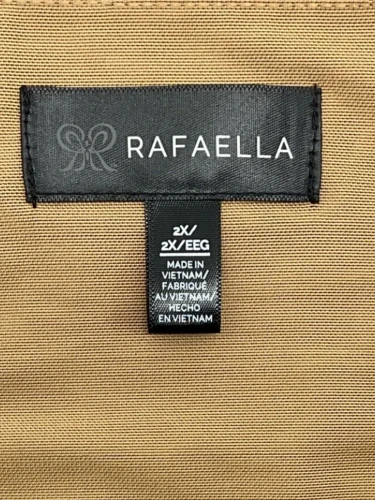 RAFAELLA
2X/
2X/EEG
MADE IN
VIETNAM/
FABRIQUÉ
AU VIETNAM/
HECHO
EN VIETNAM